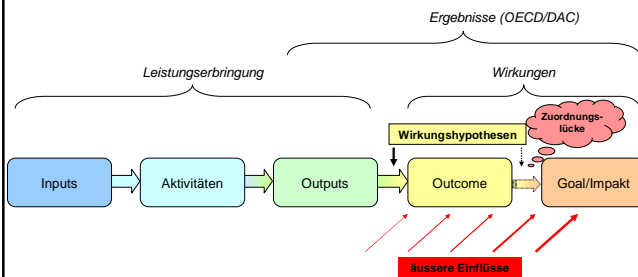 Ergebnisse (OECD/DAC)
Leistungserbringung
Wirkungen
Zuordnungs-
lücke
Wirkungshypothesen
Inputs
Aktivitäten
Outputs
Outcome
Goal/Impakt
äussere Einflüsse